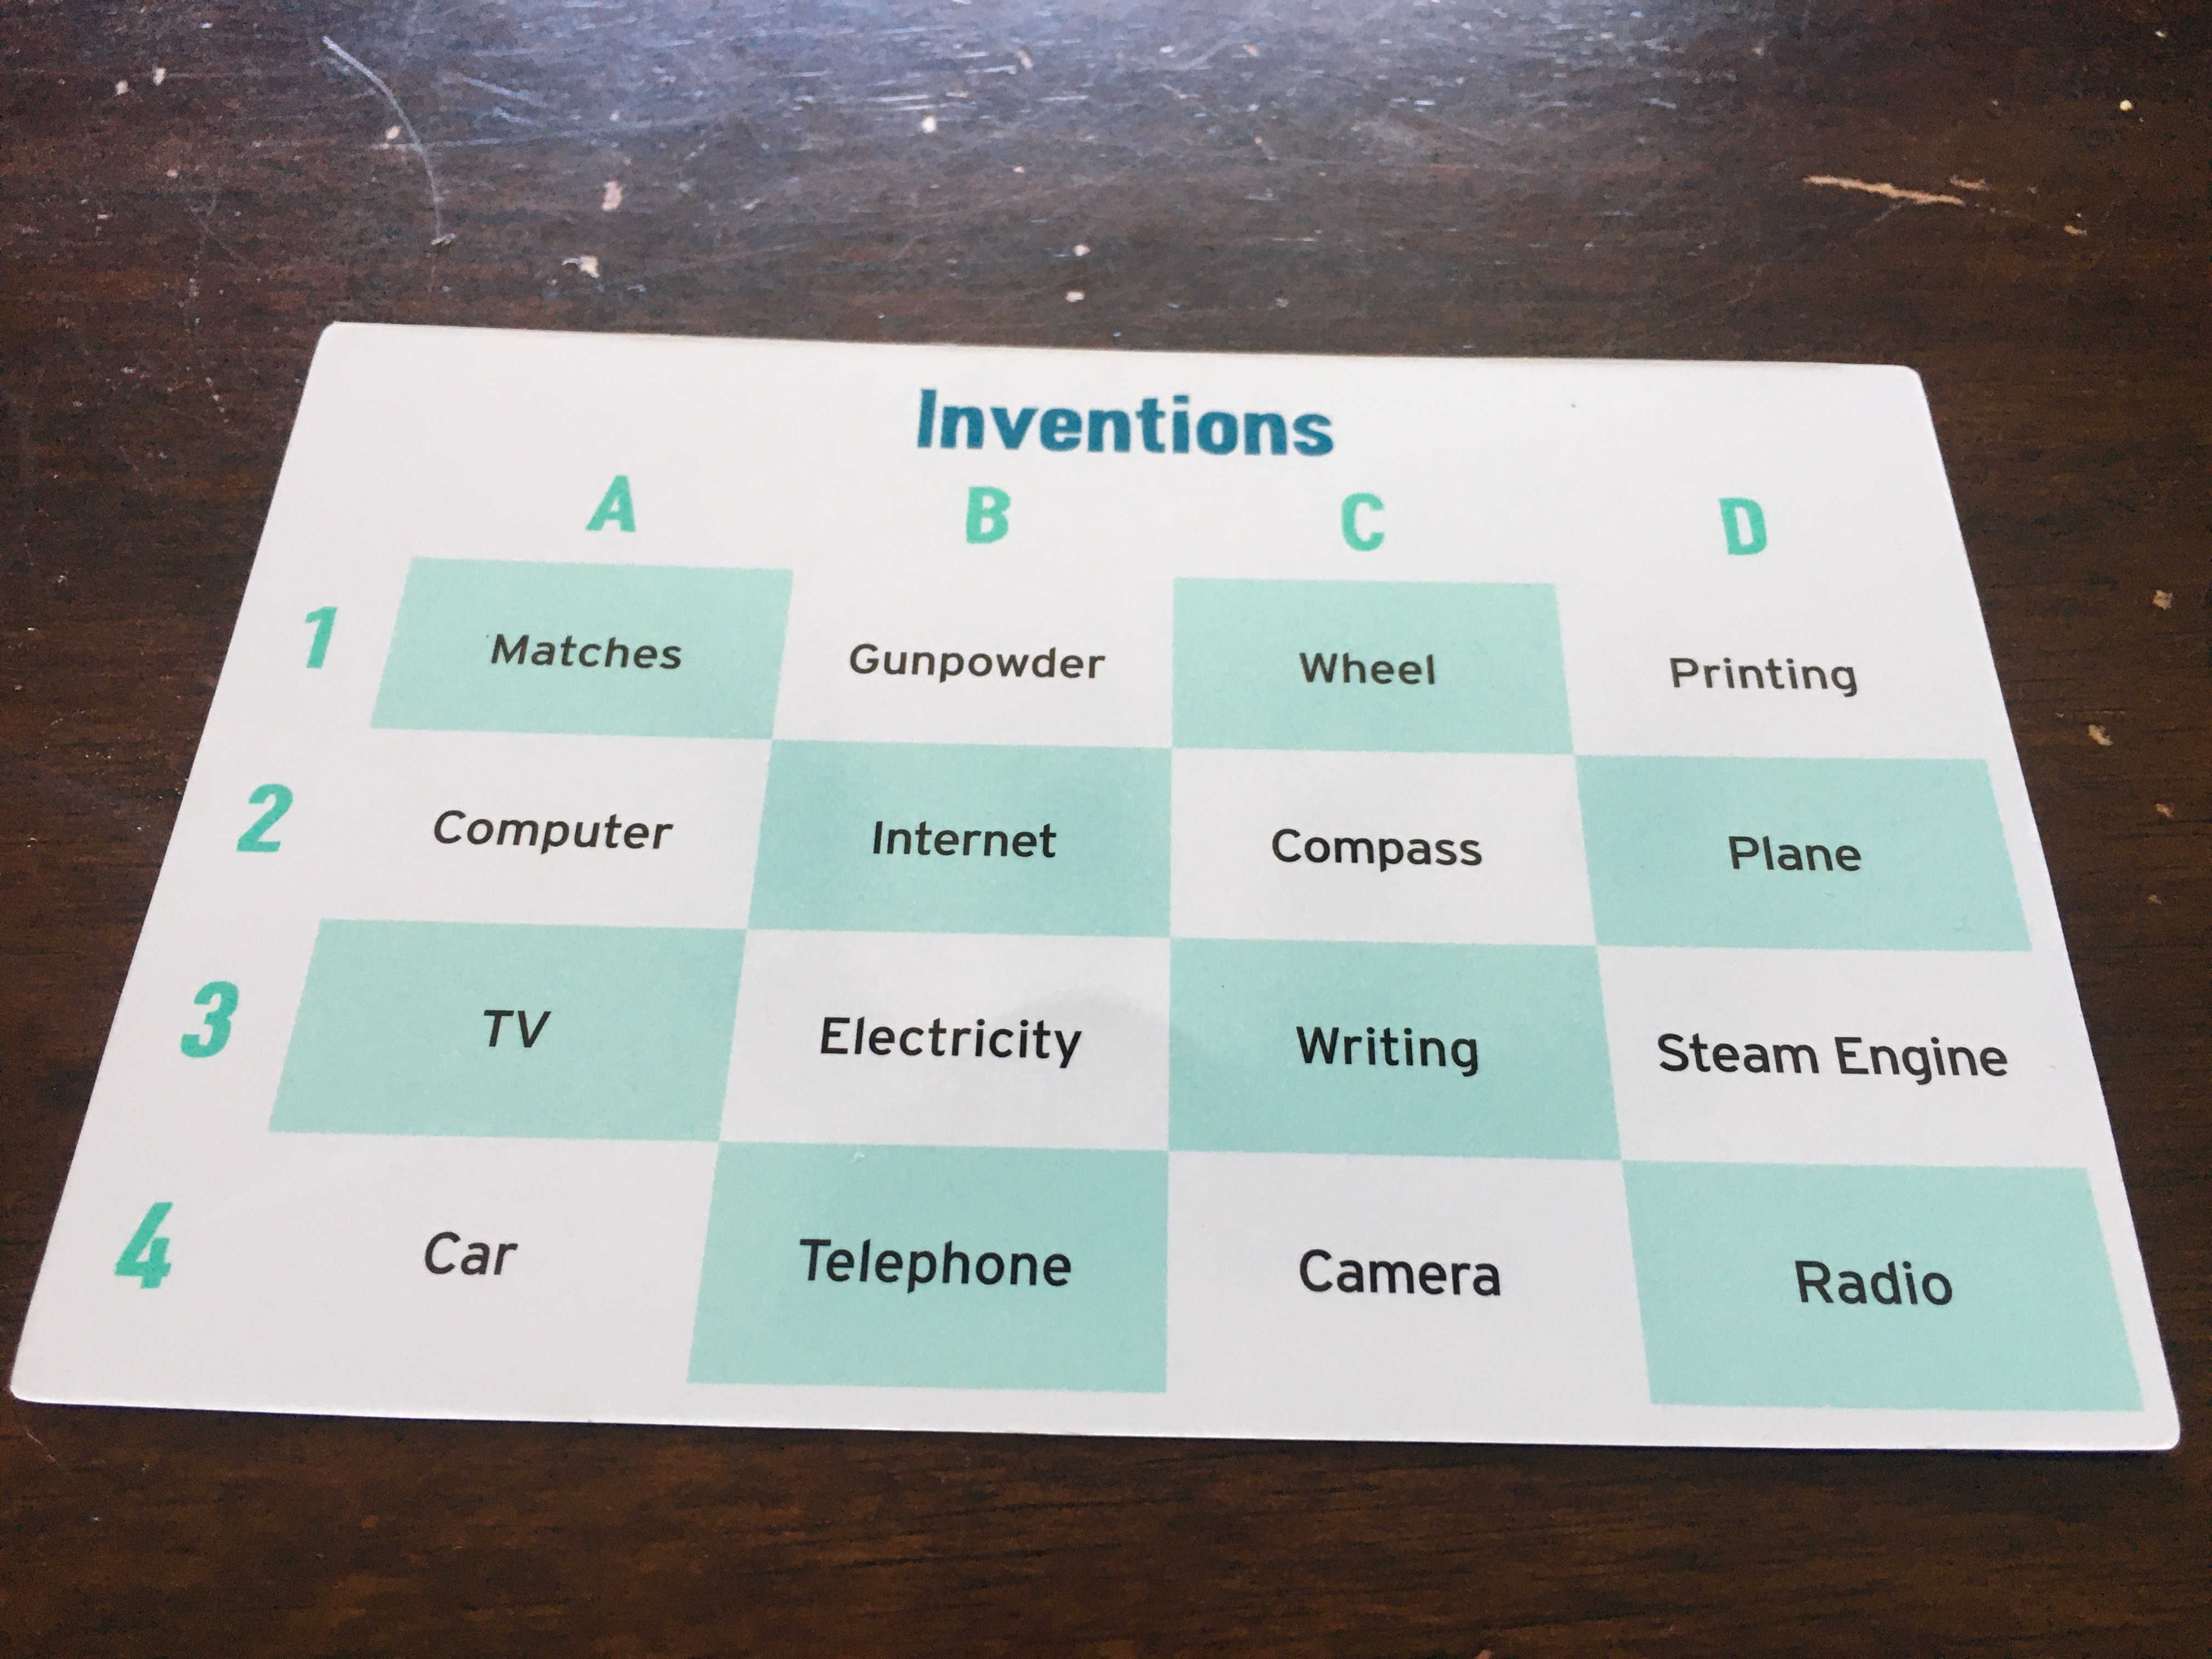 Inventions
A B C D
1 Matches Gunpowder Wheel Printing
2 Computer Internet Compass Plane
3 TV Electricity Writing Steam Engine
4 Car Telephone Camera Radio